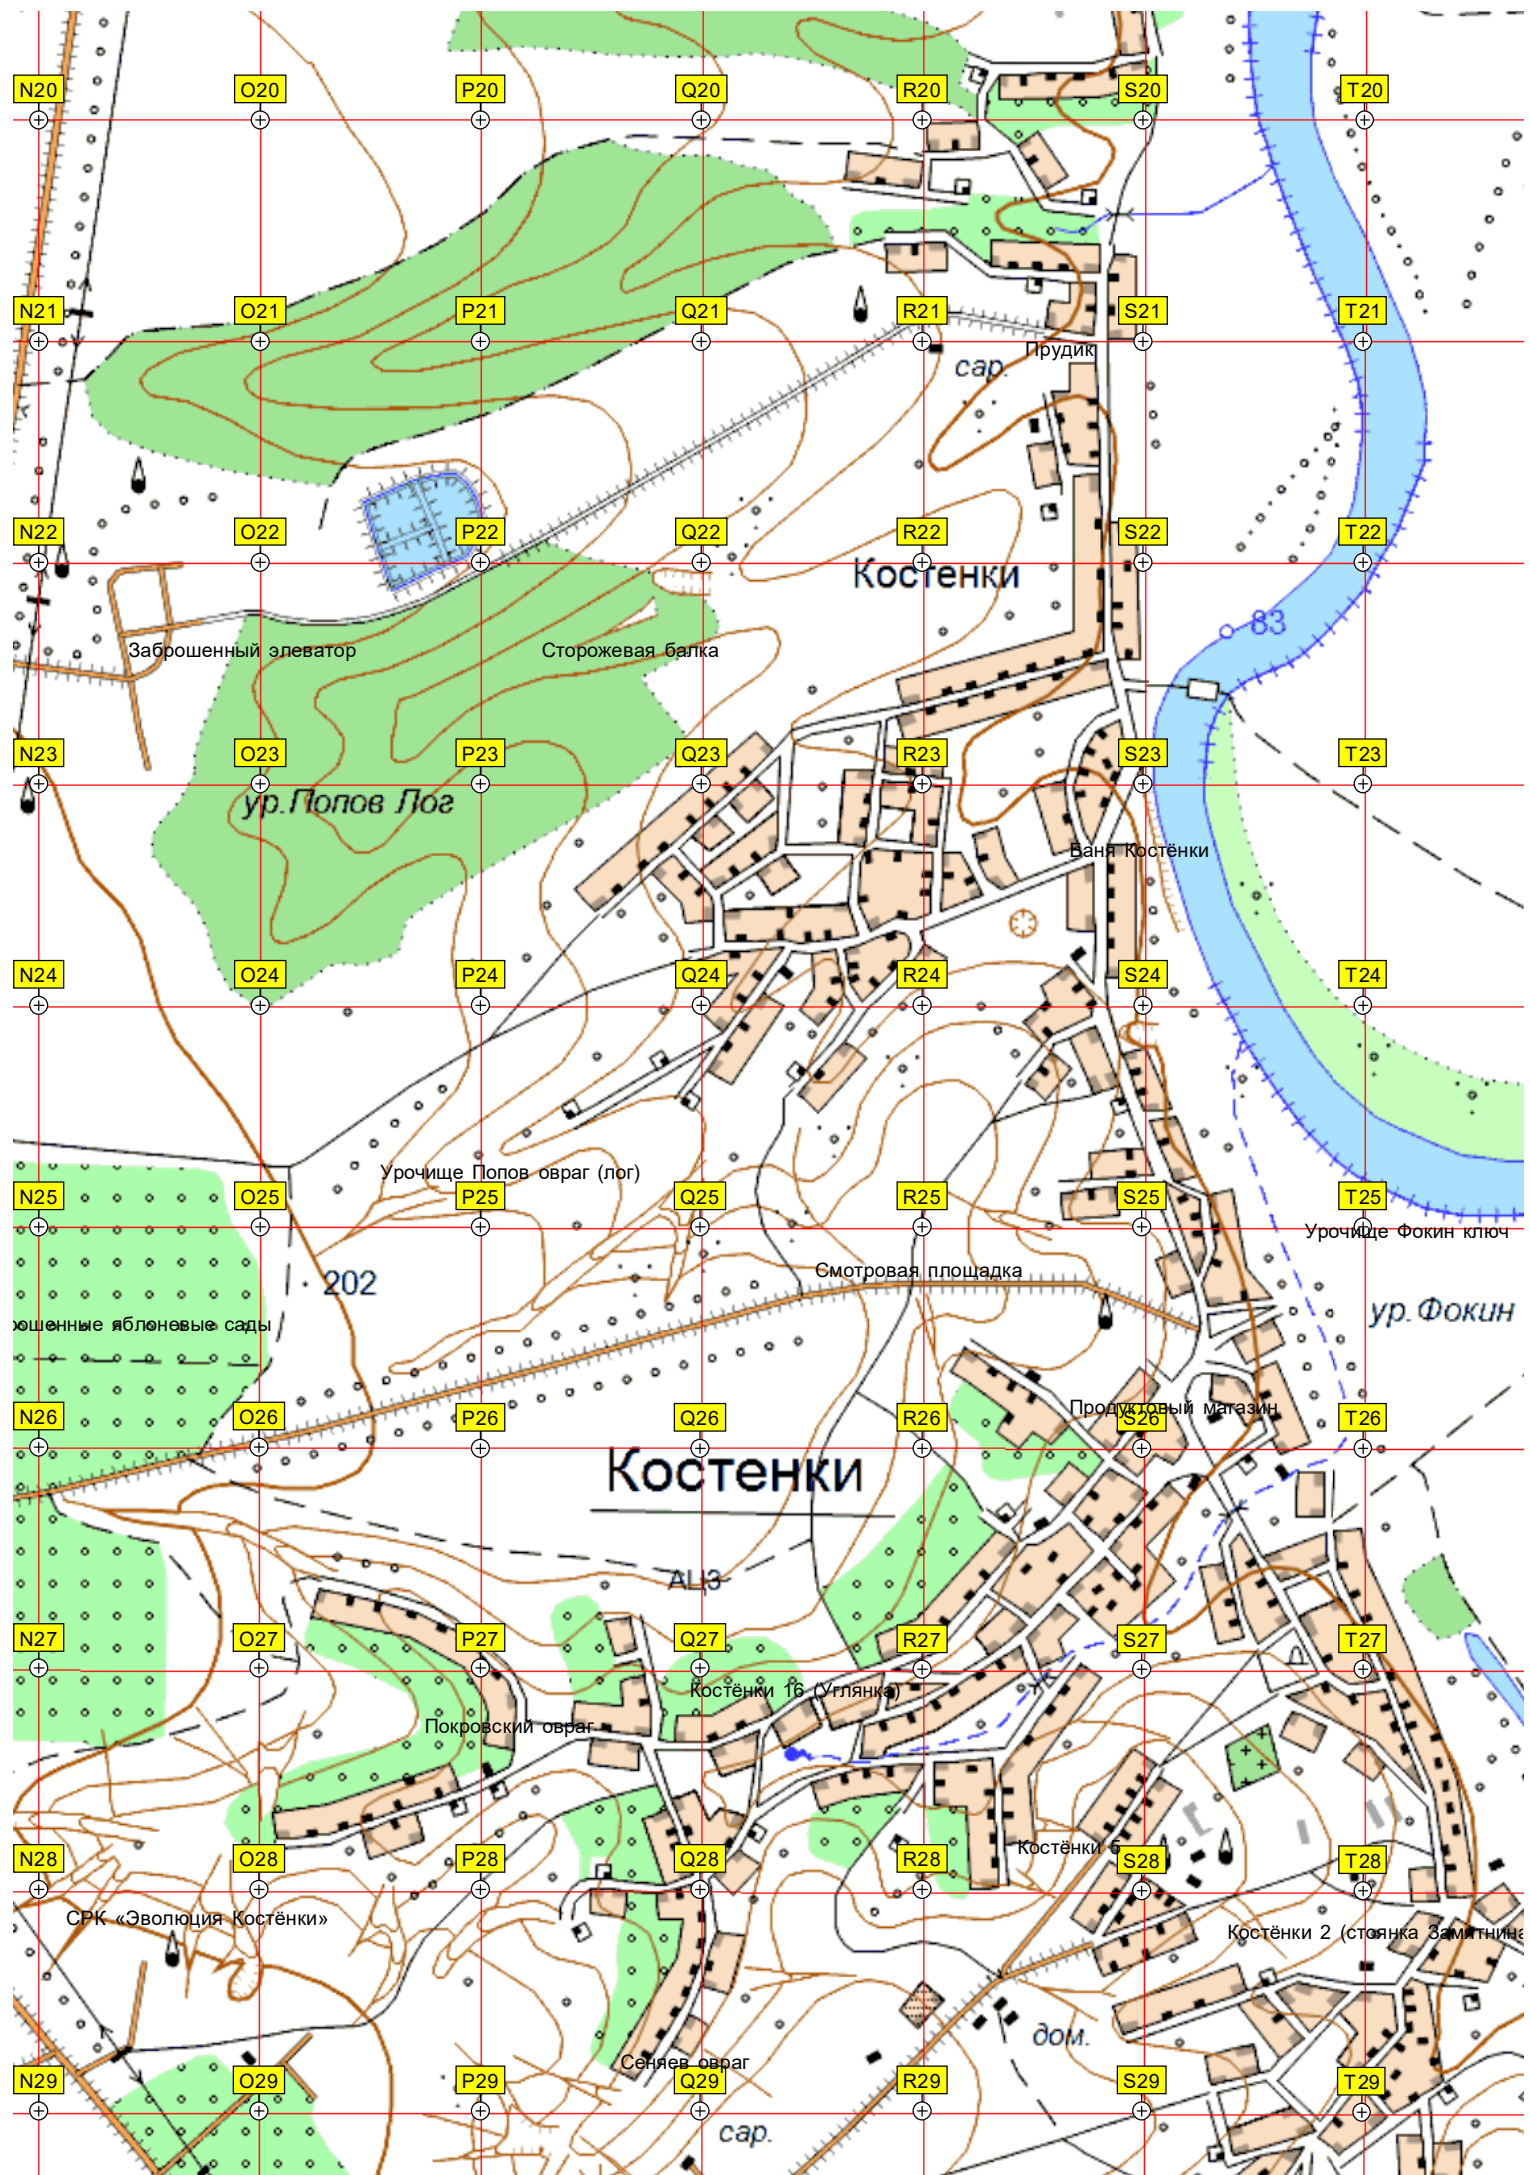 N20 O20 P20 Q20 R20 S20 T20
N21 O21 P21 Q21 R21 S21 T21
Прудик
сар.
N22 O22 P22 Q22 R22 S22 T22
Костенки
83
Заброшенный элеватор
Сторожевая балка
N23 O23 P23 Q23 R23 S23 T23
ур.Попов Лог
Баня Костёнки
N24 O24 P24 Q24 R24 S24 T24
Урочище Попов овраг (лог)
N25 O25 P25 Q25 R25 S25 T25
Урочище Фокин ключ
Смотровая площадка
202
ур.Фокин
ошенные яблоневые сады
Продуктовый магазин
N26 O26 P26 Q26 R26 S26 T26
Костенки
АЦЗ
N27 O27 P27 Q27 R27 S27 T27
Костёнки 16 (Углянка)
Покровский овраг
Костёнки 5
N28 O28 P28 Q28 R28 S28 T28
СРК «Эволюция Костёнки»
Костёнки 2 (стоянка Замятнина
дом.
Сеняев овраг
N29 O29 P29 Q29 R29 S29 T29
сар.